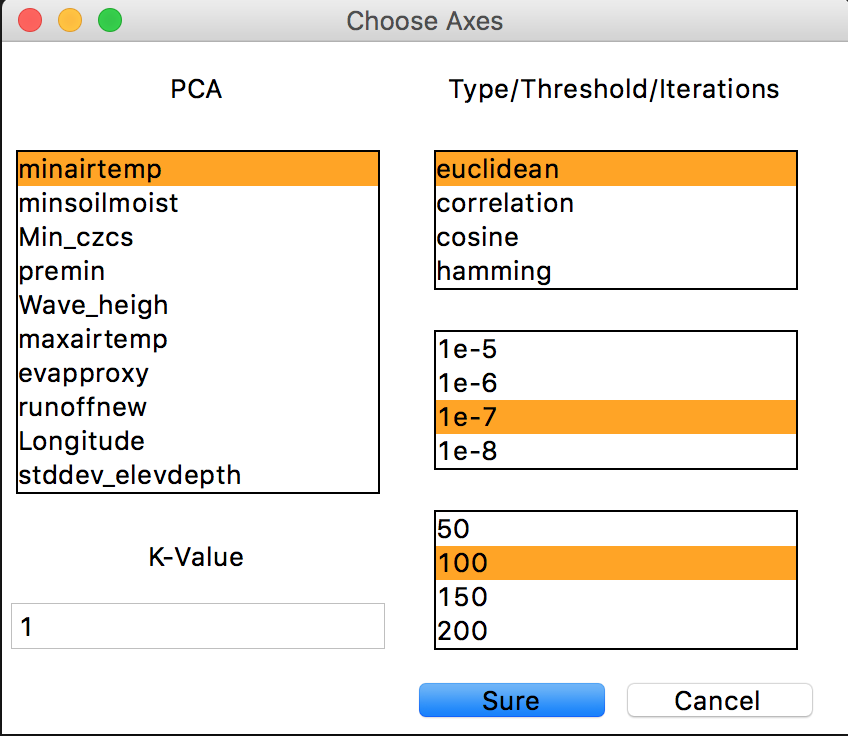 Choose Axes
PCA
minairtemp
minsoilmoist
Min_czcs
premin
Wave_heigh
maxairtemp
evapproxy
runoffnew
Longitude
stddev_elevdepth
K-Value
1
Type/Threshold/Iterations
euclidean
correlation
cosine
hamming
1e-5
1e-6
1e-7
1e-8
50
100
150
200
Sure
Cancel